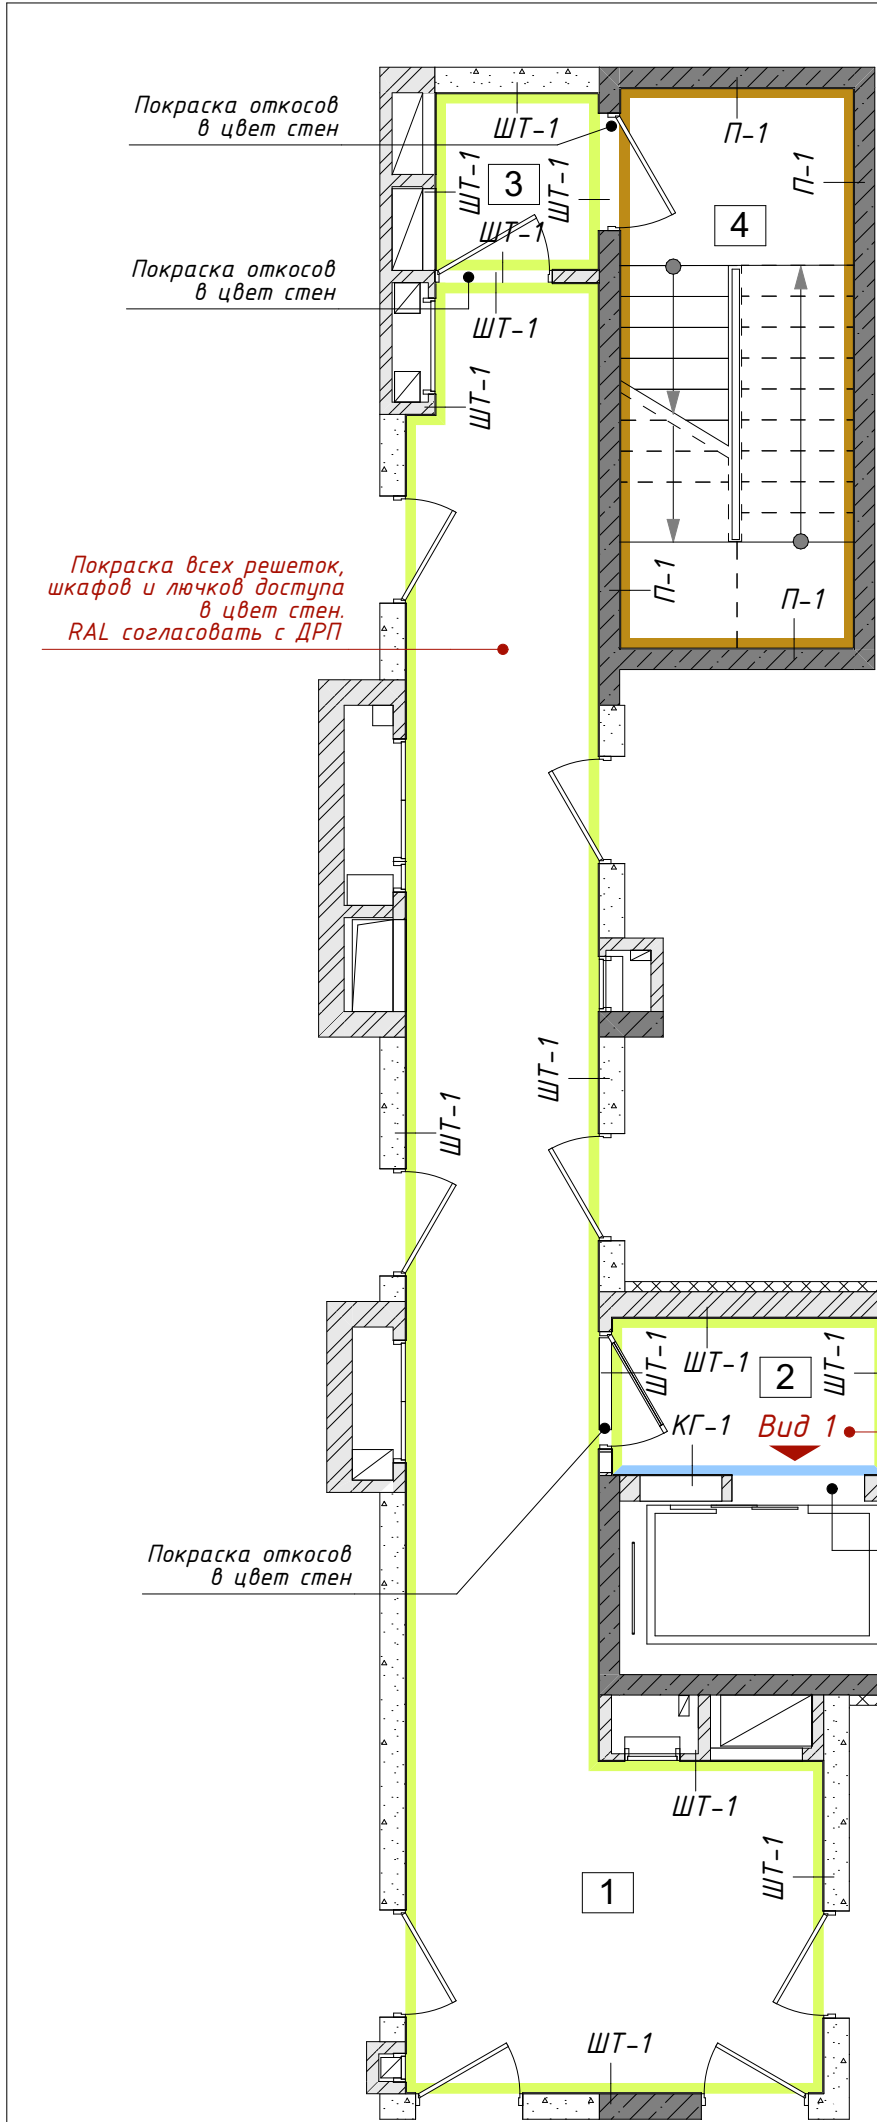 Покраска откосов
в цвет стен
ШТ-1
П-1
ШТ-1
3
ШТ-1
П-1
4
ШТ-1
Покраска откосов
в цвет стен
ШТ-1
ШТ-1
Покраска всех решеток,
шкафов и лючков доступа
в цвет стен.
RAL согласовать с ДРП
П-1
П-1
ШТ-1
ШТ-1
ШТ-1
ШТ-1
2
ШТ-1
КГ-1
Вид 1
Покраска откосов
в цвет стен
ШТ-1
ШТ-1
1
ШТ-1